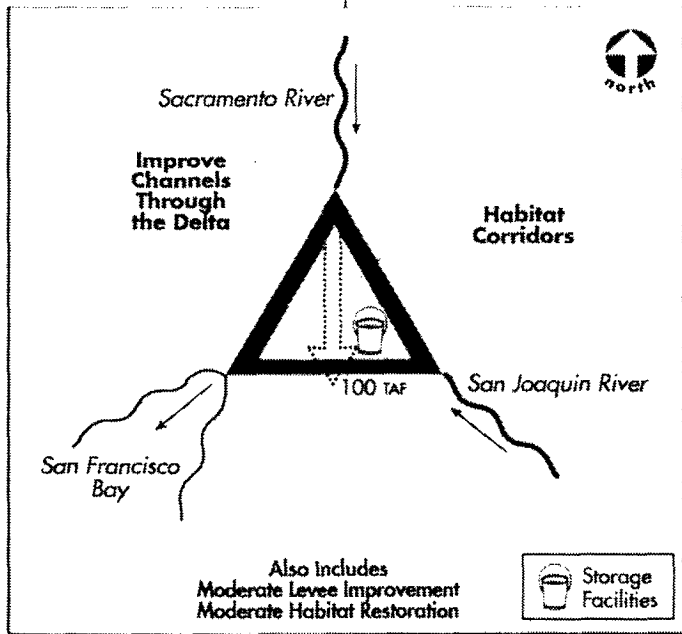 north
Sacramento River
Improve
Channels
Through
the Delta
Habitat
Corridors
100 TAF
San Joaquin River
San Francisco
Bay
Also Includes
Moderate Levee Improvement
Moderate Habitat Restoration
Storage
Facilities